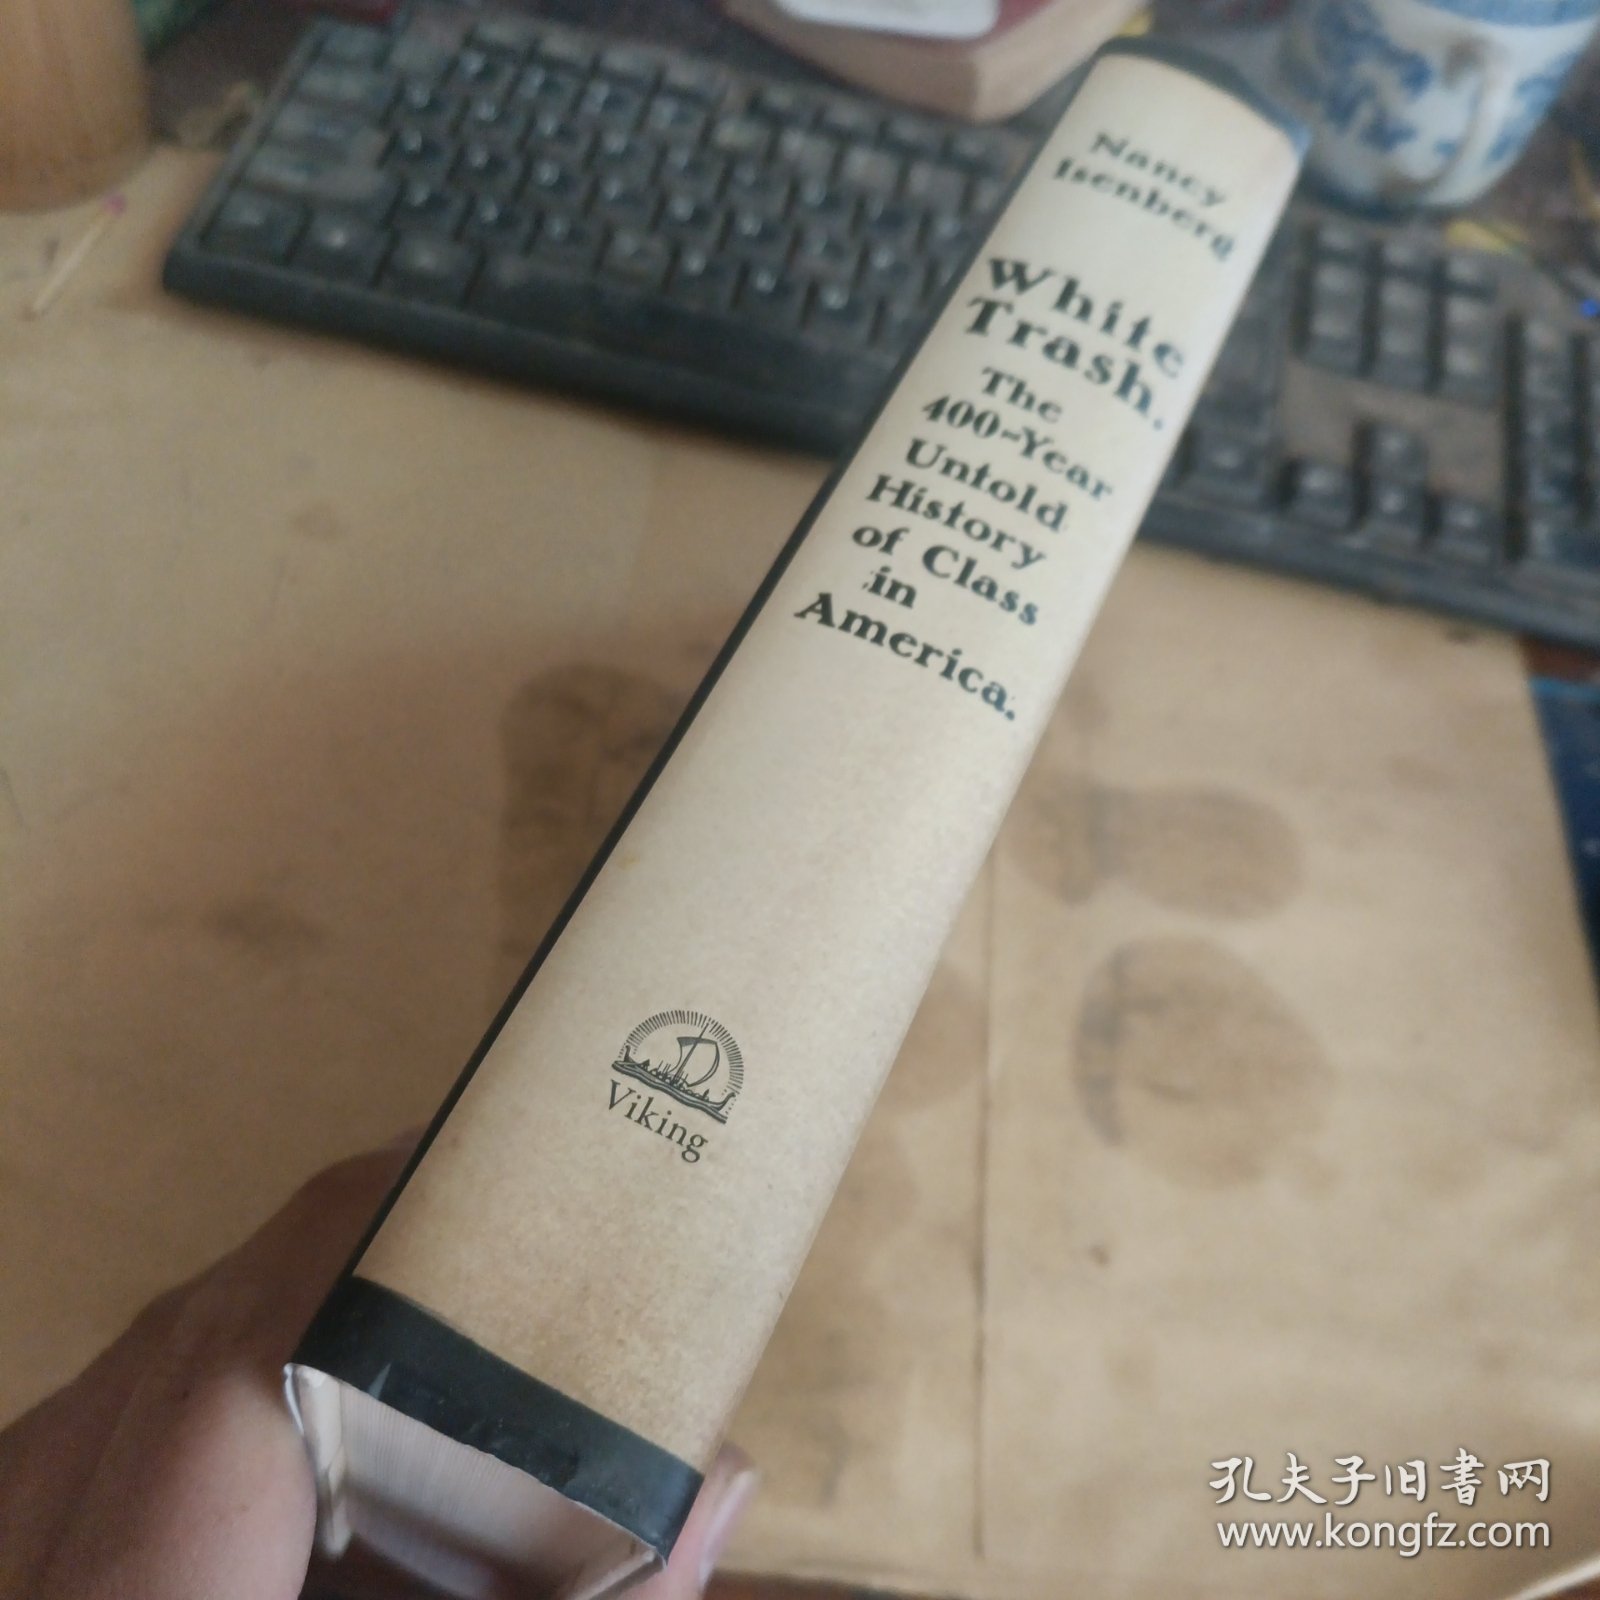 Nancy
Isenberg
White
Trash.
The
400-Year
Untold
History
of Class
in
America.
Viking
孔夫子旧书网
www.kongfz.com